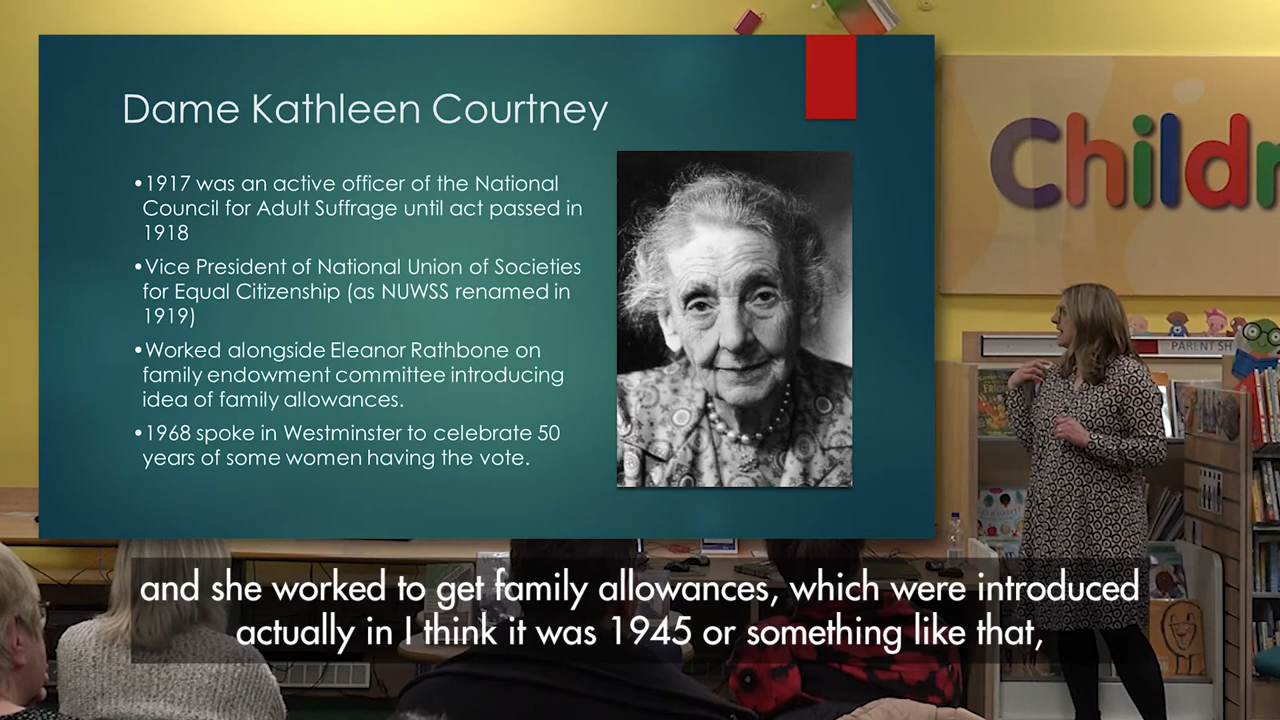 Dame Kathleen Courtney
•1917 was an active officer of the National
Council for Adult Suffrage until act passed in
1918
•Vice President of National Union of Societies
for Equal Citizenship (as NUWSS renamed in
1919)
•Worked alongside Eleanor Rathbone on
family endowment committee introducing
idea of family allowances.
•1968 spoke in Westminster to celebrate 50
years of some women having the vote.
Childr
PARENT SH
and she worked to get family allowances, which were introduced
actually in I think it was 1945 or something like that,